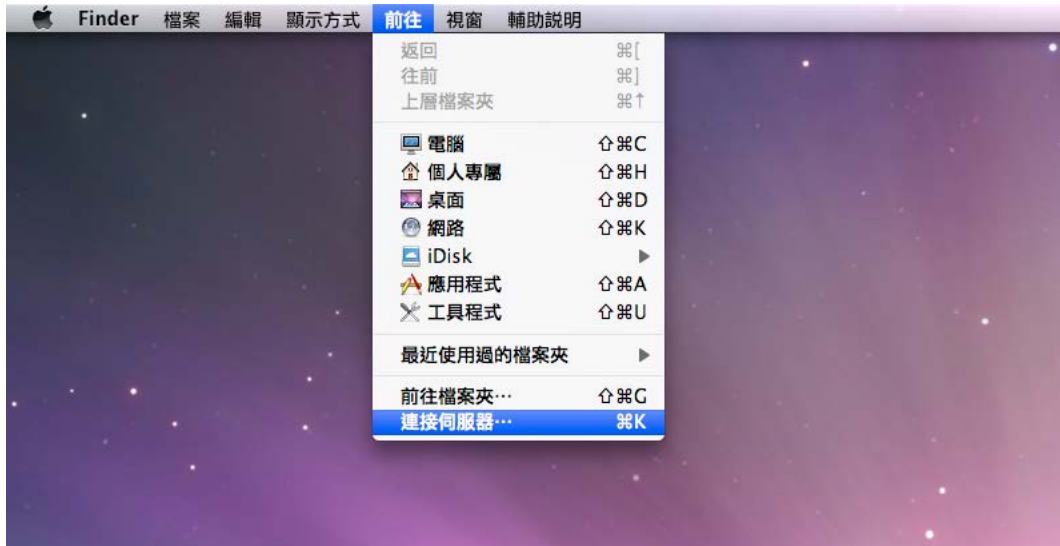 Finder 檔案 編輯 顯示方式 前往 視窗 輔助説明
返回 ⌘[
往前 ⌘]
上層檔案夾 ⌘↑
電腦 ⇧⌘C
個人專屬 ⇧⌘H
桌面 ⇧⌘D
網路 ⇧⌘K
iDisk ▶
應用程式 ⇧⌘A
工具程式 ⇧⌘U
最近使用過的檔案夾 ▶
前往檔案夾… ⇧⌘G
連接伺服器… ⌘K